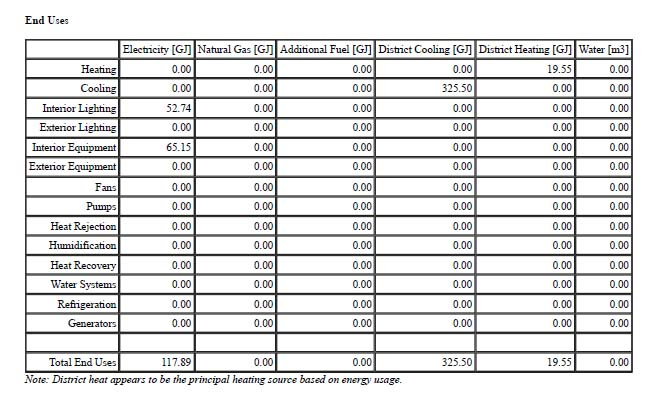 End Uses
Electricity [GJ] Natural Gas [GJ] Additional Fuel [GJ] District Cooling [GJ] District Heating [GJ] Water [m3]
Heating 0.00 0.00 0.00 0.00 19.55 0.00
Cooling 0.00 0.00 0.00 325.50 0.00 0.00
Interior Lighting 52.74 0.00 0.00 0.00 0.00 0.00
Exterior Lighting 0.00 0.00 0.00 0.00 0.00 0.00
Interior Equipment 65.15 0.00 0.00 0.00 0.00 0.00
Exterior Equipment 0.00 0.00 0.00 0.00 0.00 0.00
Fans 0.00 0.00 0.00 0.00 0.00 0.00
Pumps 0.00 0.00 0.00 0.00 0.00 0.00
Heat Rejection 0.00 0.00 0.00 0.00 0.00 0.00
Humidification 0.00 0.00 0.00 0.00 0.00 0.00
Heat Recovery 0.00 0.00 0.00 0.00 0.00 0.00
Water Systems 0.00 0.00 0.00 0.00 0.00 0.00
Refrigeration 0.00 0.00 0.00 0.00 0.00 0.00
Generators 0.00 0.00 0.00 0.00 0.00 0.00
Total End Uses 117.89 0.00 0.00 325.50 19.55 0.00
Note: District heat appears to be the principal heating source based on energy usage.